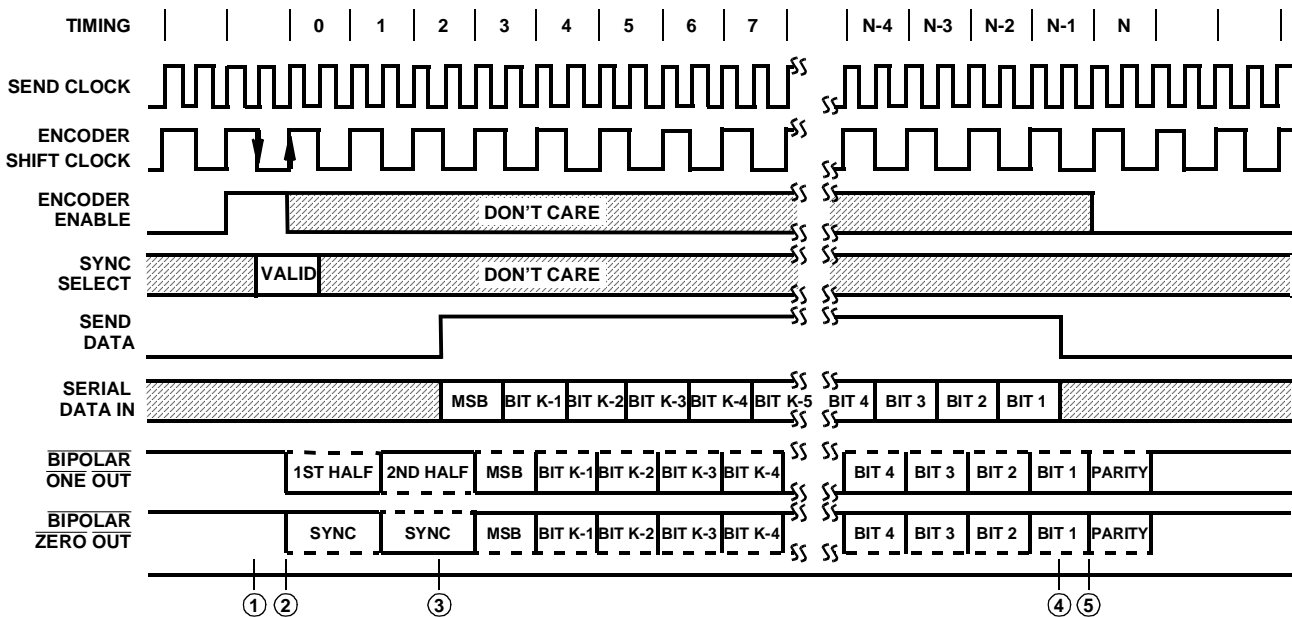 TIMING 0 1 2 3 4 5 6 7 N-4 N-3 N-2 N-1 N
SEND CLOCK
ENCODER
SHIFT CLOCK
ENCODER
ENABLE
DON'T CARE
SYNC
SELECT
VALID
DON'T CARE
SEND
DATA
SERIAL
DATA IN
MSB BIT K-1 BIT K-2 BIT K-3 BIT K-4 BIT K-5 BIT 4 BIT 3 BIT 2 BIT 1
BIPOLAR
ONE OUT
1ST HALF 2ND HALF MSB BIT K-1 BIT K-2 BIT K-3 BIT K-4 BIT 4 BIT 3 BIT 2 BIT 1 PARITY
BIPOLAR
ZERO OUT
SYNC SYNC MSB BIT K-1 BIT K-2 BIT K-3 BIT K-4 BIT 4 BIT 3 BIT 2 BIT 1 PARITY
1 2 3 4 5